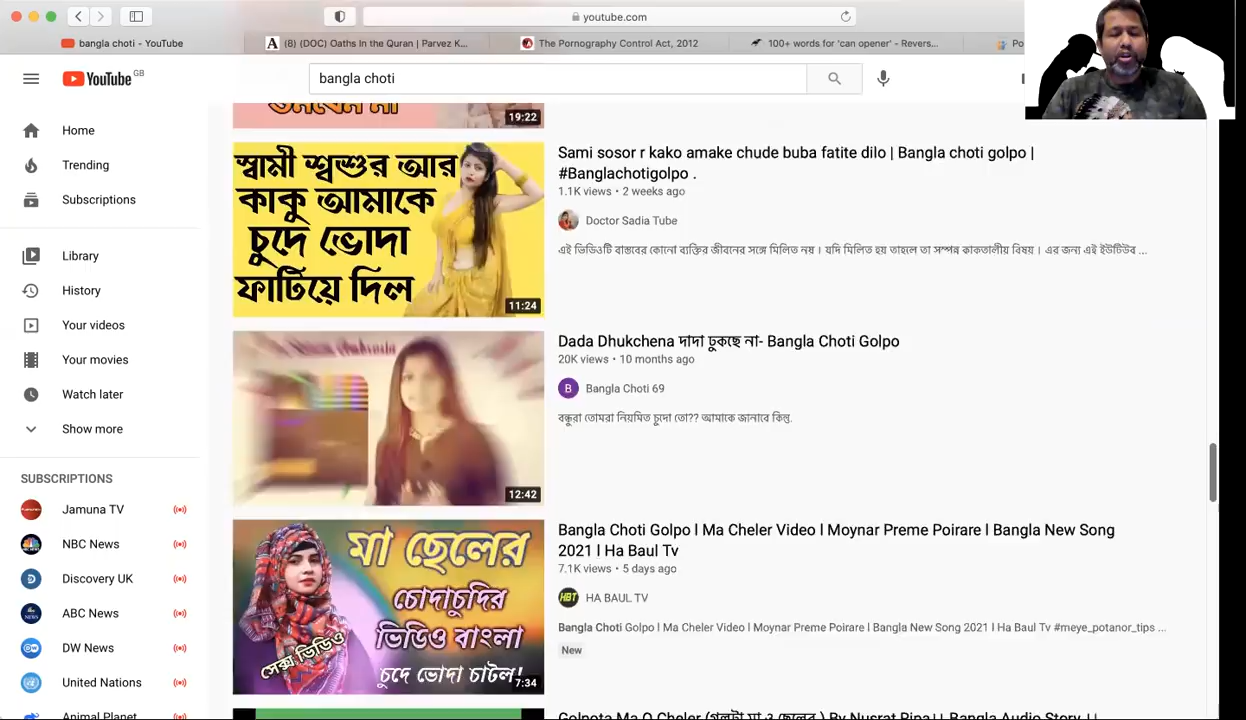 youtube.com
bangla choti - YouTube
(8) (DOC) Oaths In the Quran | Parvez K...
The Pornography Control Act, 2012
100+ words for 'can opener' - Revers...
Po
YouTube GB
bangla choti
Home
Trending
Subscriptions
Library
History
Your videos
Your movies
Watch later
Show more
SUBSCRIPTIONS
Jamuna TV
NBC News
Discovery UK
ABC News
DW News
United Nations
Animal Planet
19:22
স্বামী শ্বশুর আর
কাকু আমাকে
চুদে ভোদা
ফাটিয়ে দিল
11:24
Sami sosor r kako amake chude buba fatite dilo | Bangla choti golpo |
#Banglachotigolpo .
1.1K views • 2 weeks ago
Doctor Sadia Tube
এই ভিডিওটি বাস্তবের কোনো ব্যক্তির জীবনের সঙ্গে মিলিত নয় । যদি মিলিত হয় তাহলে তা সম্পন্ন কাকতালীয় বিষয় । এর জন্য এই ইউটিউব ...
12:42
Dada Dhukchena দাদা ঢুকছে না- Bangla Choti Golpo
20K views • 10 months ago
B
Bangla Choti 69
বন্ধুরা তোমরা নিয়মিত চুদো তো?? আমাকে জানাবে কিন্তু.
মা ছেলের
চোদাচুদির
ভিডিও বাংলা
সেক্স ভিডিও
চুদে ভোদা চাটল!
7:34
Bangla Choti Golpo l Ma Cheler Video l Moynar Preme Poirare l Bangla New Song
2021 l Ha Baul Tv
7.1K views • 5 days ago
HBT
HA BAUL TV
Bangla Choti Golpo l Ma Cheler Video l Moynar Preme Poirare l Bangla New Song 2021 l Ha Baul Tv #meye_potanor_tips ...
New
Golpota Ma O Cheler (গল্পটা মা ও ছেলের ) By Nusrat Ripa।। Bangla Audio Story ।।